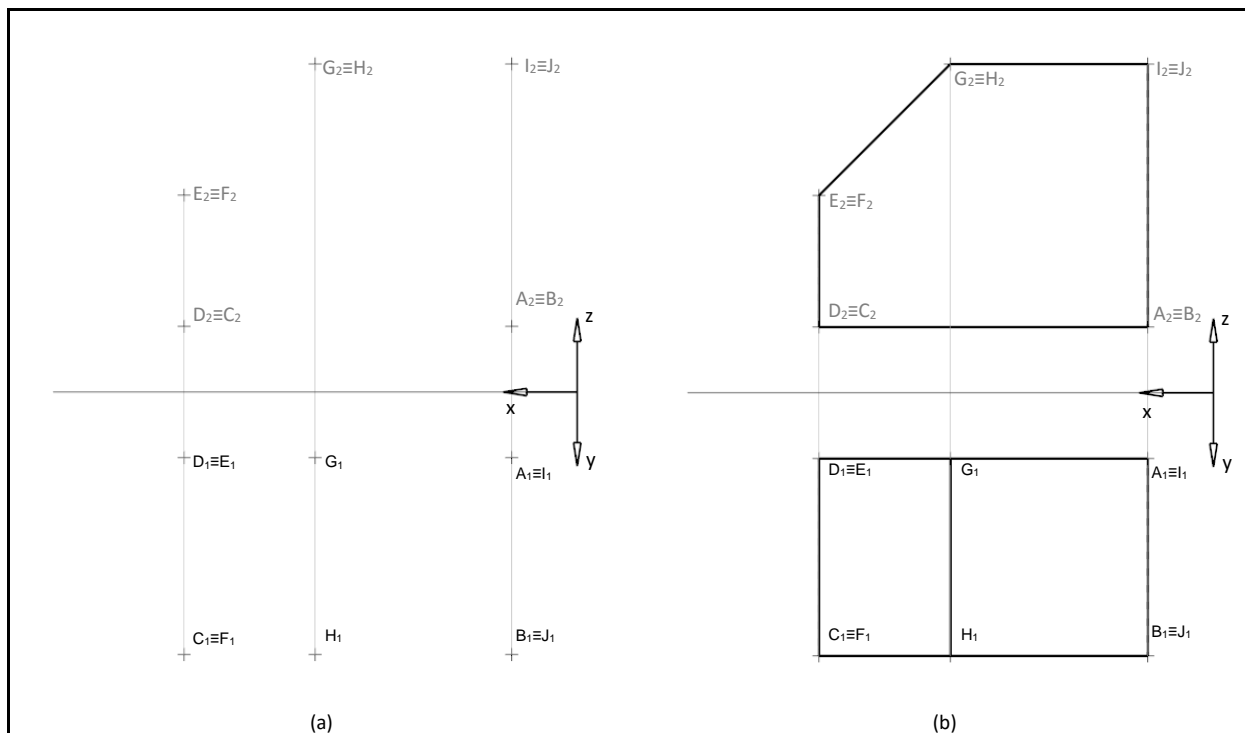 G₂≡H₂
I₂≡J₂
E₂≡F₂
D₂≡C₂
A₂≡B₂
z
x
y
D₁≡E₁
G₁
A₁≡I₁
C₁≡F₁
H₁
B₁≡J₁
(a)
G₂≡H₂
I₂≡J₂
E₂≡F₂
D₂≡C₂
A₂≡B₂
z
x
y
D₁≡E₁
G₁
A₁≡I₁
C₁≡F₁
H₁
B₁≡J₁
(b)